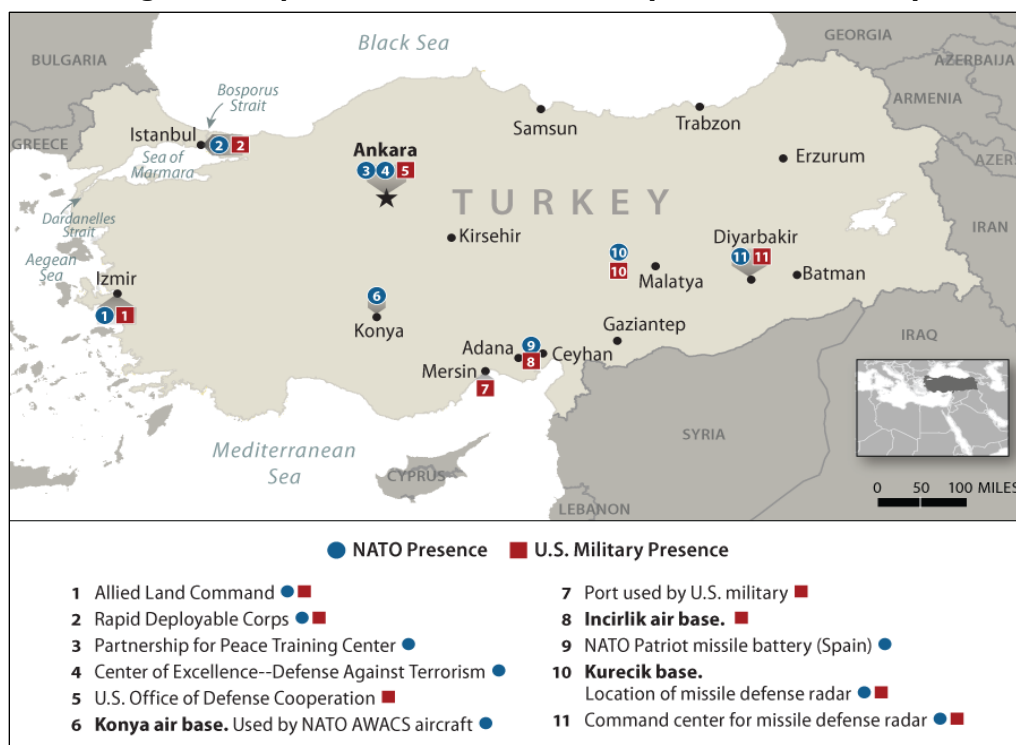 Black Sea
GEORGIA
BULGARIA
AZERBAIJA
Bosporus
Strait
ARMENIA
Istanbul
2 2
Samsun
Trabzon
GREECE
Sea of
Marmara
Ankara
3 4 5
Erzurum
AZER
TURKEY
Dardanelles
Strait
Kirsehir
Diyarbakir
IRAN
Aegean
Sea
Izmir
10
10
Malatya
11 11
Batman
1 1
6
Konya
Gaziantep
IRAQ
Adana
9
8
Ceyhan
Mersin
7
Mediterranean
Sea
SYRIA
CYPRUS
LEBANON
0 50 100 MILES
NATO Presence U.S. Military Presence
1 Allied Land Command
2 Rapid Deployable Corps
3 Partnership for Peace Training Center
4 Center of Excellence--Defense Against Terrorism
5 U.S. Office of Defense Cooperation
6 Konya air base. Used by NATO AWACS aircraft
7 Port used by U.S. military
8 Incirlik air base.
9 NATO Patriot missile battery (Spain)
10 Kurecik base.
Location of missile defense radar
11 Command center for missile defense radar